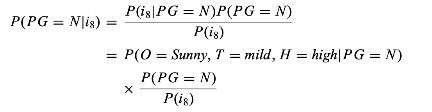 P(PG = N|i₈) = P(i₈|PG = N)P(PG = N) / P(i₈)
= P(O = Sunny, T = mild, H = high|PG = N)
× P(PG = N) / P(i₈)